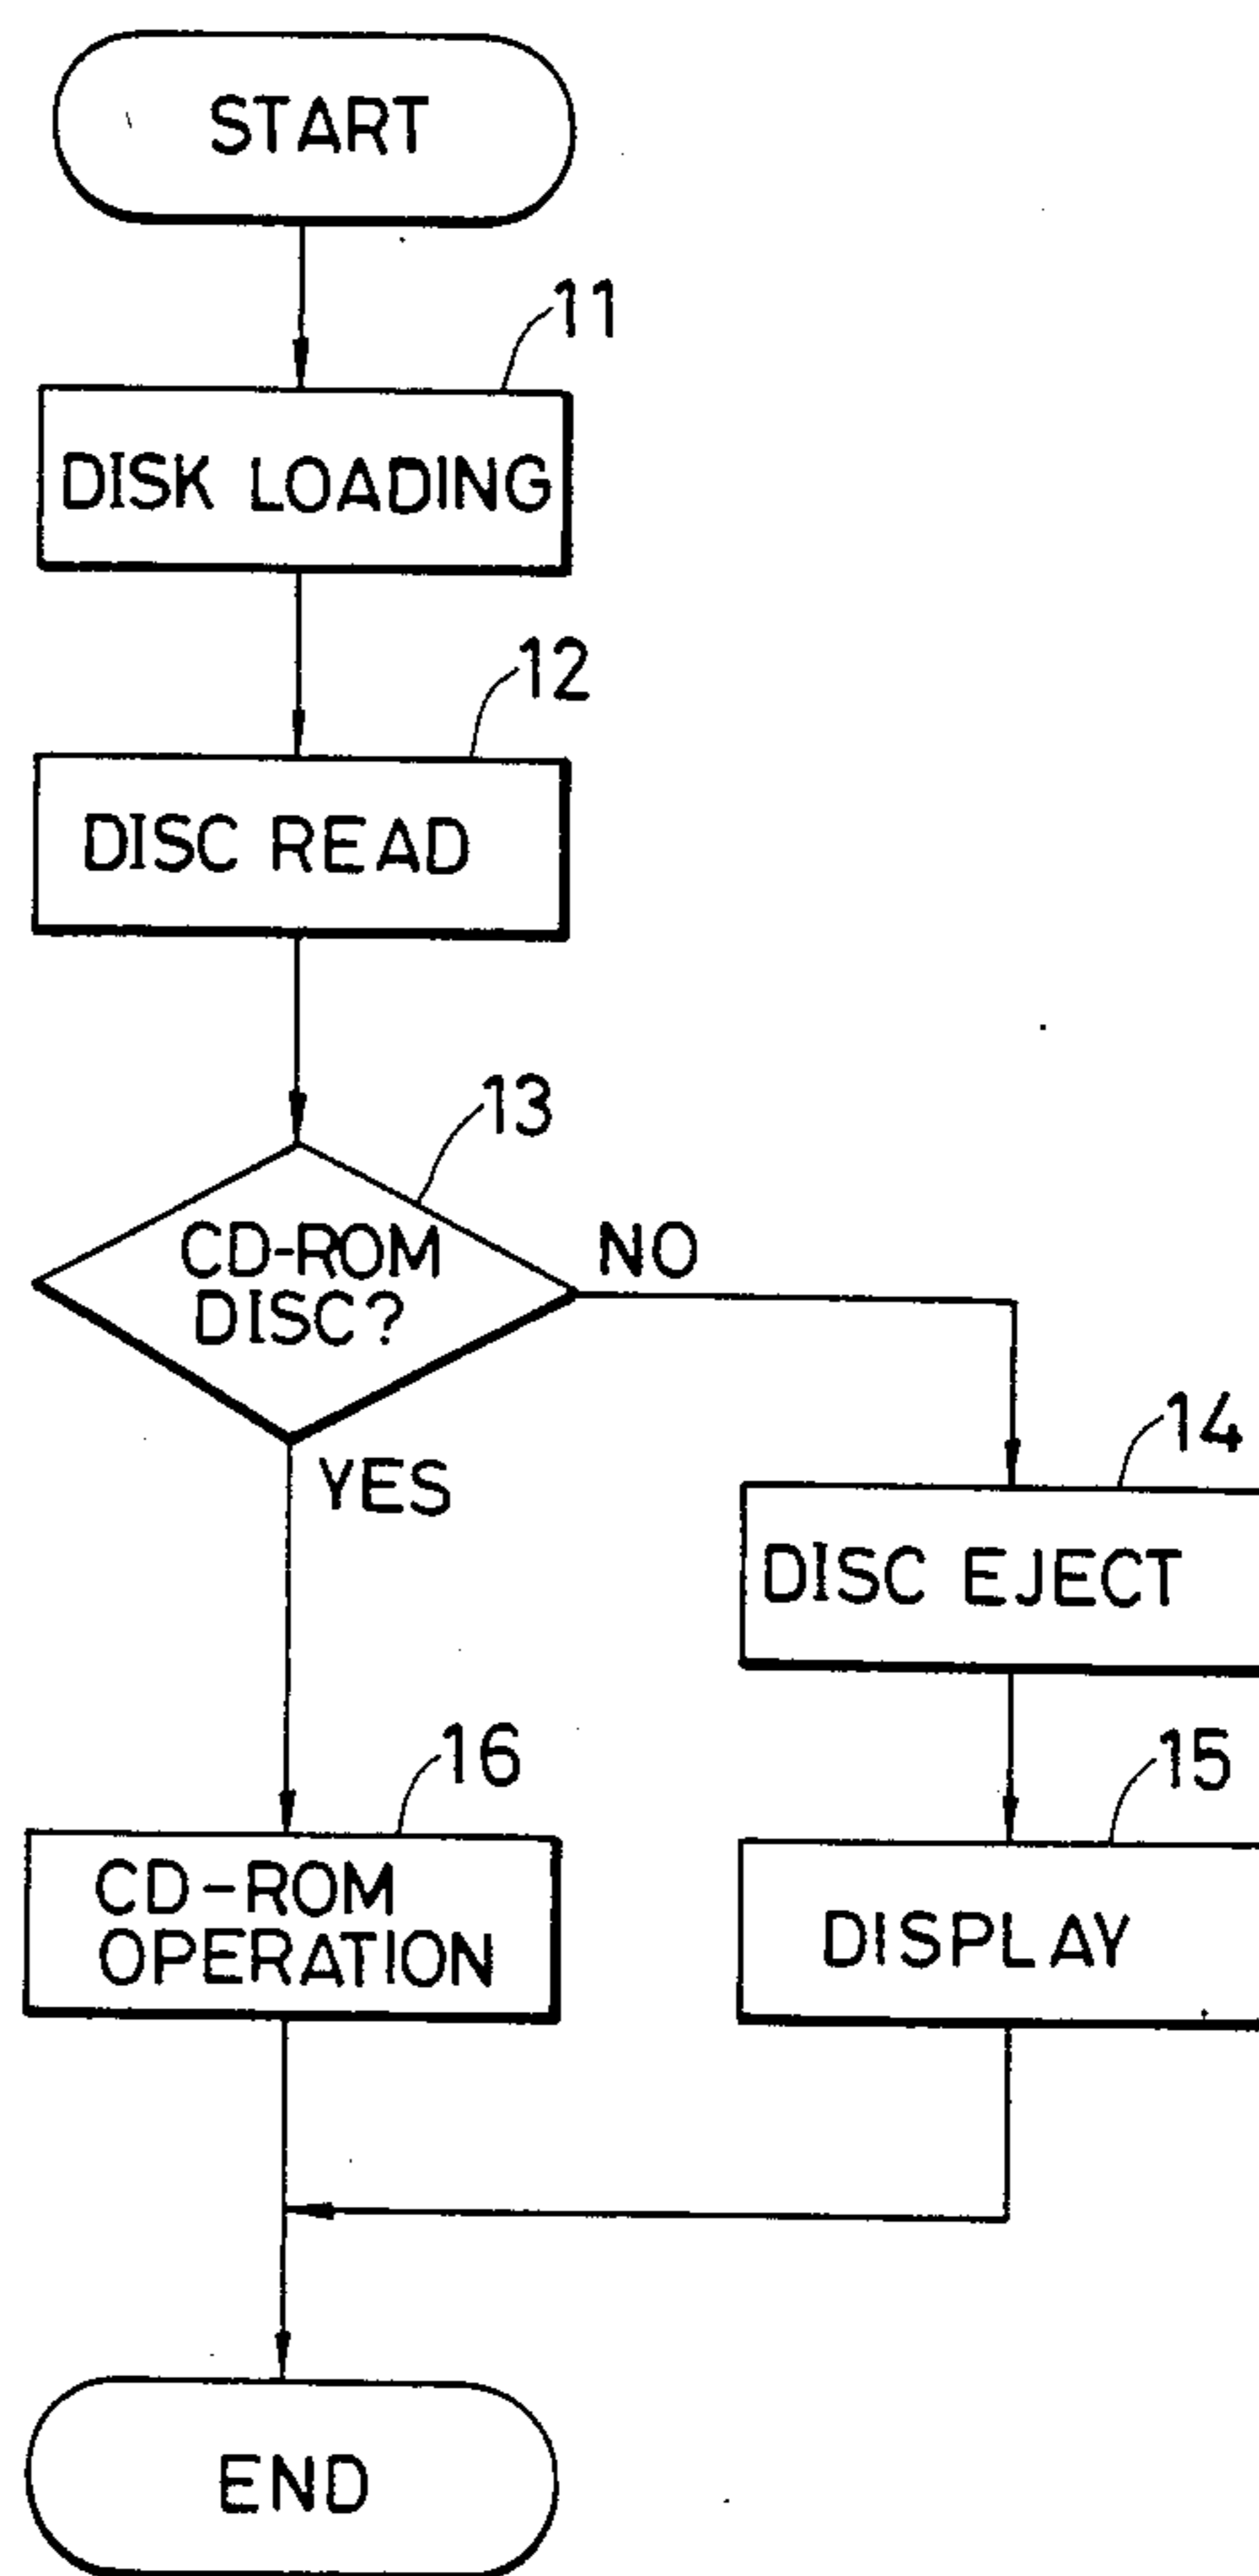 START
11
DISK LOADING
12
DISC READ
13
CD-ROM
DISC?
NO
YES
14
DISC EJECT
15
DISPLAY
16
CD-ROM
OPERATION
END